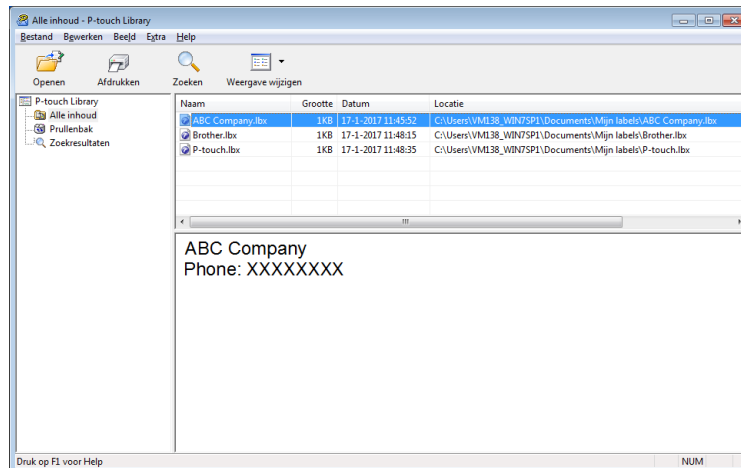 Alle inhoud - P-touch Library
Bestand Bewerken Beeld Extra Help
Openen Afdrukken Zoeken Weergave wijzigen
P-touch Library
Alle inhoud
Prullenbak
Zoekresultaten
Naam Grootte Datum Locatie
ABC Company.lbx 1KB 17-1-2017 11:45:52 C:\Users\VM138_WIN7SP1\Documents\Mijn labels\ABC Company.lbx
Brother.lbx 1KB 17-1-2017 11:48:15 C:\Users\VM138_WIN7SP1\Documents\Mijn labels\Brother.lbx
P-touch.lbx 1KB 17-1-2017 11:48:35 C:\Users\VM138_WIN7SP1\Documents\Mijn labels\P-touch.lbx
ABC Company
Phone: XXXXXXXX
Druk op F1 voor Help NUM